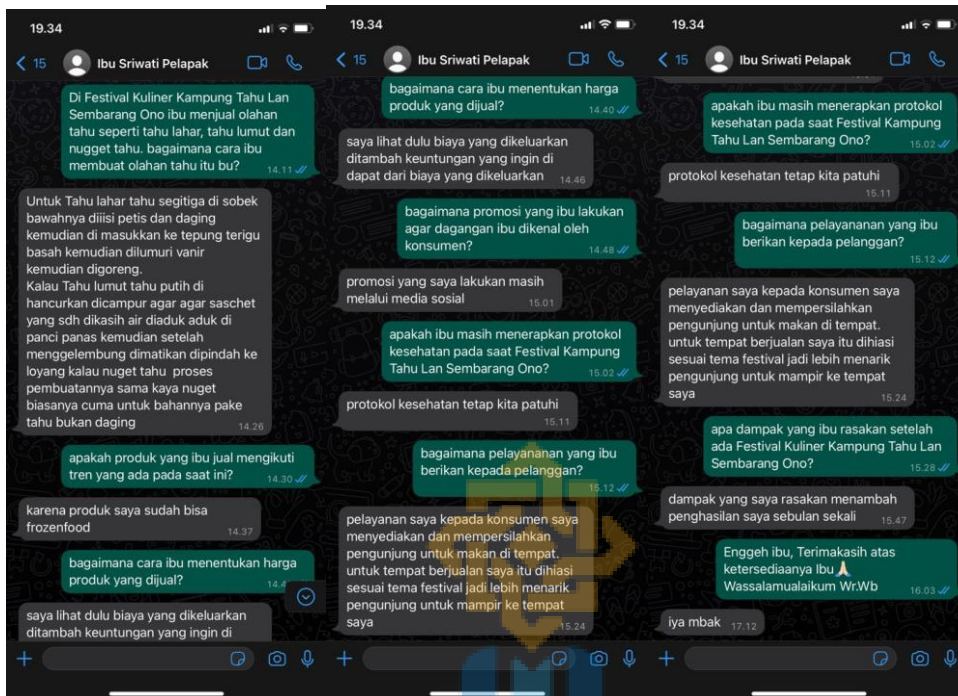 19.34
15
Ibu Sriwati Pelapak
Di Festival Kuliner Kampung Tahu Lan
Sembarang Ono ibu menjual olahan
tahu seperti tahu lahar, tahu lumut dan
nugget tahu. bagaimana cara ibu
membuat olahan tahu itu bu?
14.11
Untuk Tahu lahar tahu segitiga di sobek
bawahnya diiisi petis dan daging
kemudian di masukkan ke tepung terigu
basah kemudian dilumuri vanir
kemudian digoreng.
Kalau Tahu lumut tahu putih di
hancurkan dicampur agar agar saschet
yang sdh dikasih air diaduk aduk di
panci panas kemudian setelah
menggelembung dimatikan dipindah ke
loyang kalau nuget tahu proses
pembuatannya sama kaya nuget
biasanya cuma untuk bahannya pake
tahu bukan daging
14.26
apakah produk yang ibu jual mengikuti
tren yang ada pada saat ini?
14.30
karena produk saya sudah bisa
frozenfood
14.37
bagaimana cara ibu menentukan harga
produk yang dijual?
14.4
saya lihat dulu biaya yang dikeluarkan
ditambah keuntungan yang ingin di
19.34
15
Ibu Sriwati Pelapak
bagaimana cara ibu menentukan harga
produk yang dijual?
14.40
saya lihat dulu biaya yang dikeluarkan
ditambah keuntungan yang ingin di
dapat dari biaya yang dikeluarkan
14.46
bagaimana promosi yang ibu lakukan
agar dagangan ibu dikenal oleh
konsumen?
14.48
promosi yang saya lakukan masih
melalui media sosial
15.01
apakah ibu masih menerapkan protokol
kesehatan pada saat Festival Kampung
Tahu Lan Sembarang Ono?
15.02
protokol kesehatan tetap kita patuhi
15.11
bagaimana pelayananan yang ibu
berikan kepada pelanggan?
15.12
pelayanan saya kepada konsumen saya
menyediakan dan mempersilahkan
pengunjung untuk makan di tempat.
untuk tempat berjualan saya itu dihiasi
sesuai tema festival jadi lebih menarik
pengunjung untuk mampir ke tempat
saya
15.24
19.34
15
Ibu Sriwati Pelapak
apakah ibu masih menerapkan protokol
kesehatan pada saat Festival Kampung
Tahu Lan Sembarang Ono?
15.02
protokol kesehatan tetap kita patuhi
15.11
bagaimana pelayananan yang ibu
berikan kepada pelanggan?
15.12
pelayanan saya kepada konsumen saya
menyediakan dan mempersilahkan
pengunjung untuk makan di tempat.
untuk tempat berjualan saya itu dihiasi
sesuai tema festival jadi lebih menarik
pengunjung untuk mampir ke tempat
saya
15.24
apa dampak yang ibu rasakan setelah
ada Festival Kuliner Kampung Tahu Lan
Sembarang Ono?
15.28
dampak yang saya rasakan menambah
penghasilan saya sebulan sekali
15.47
Enggeh ibu, Terimakasih atas
ketersediaanya Ibu🙏🏻
Wassalamualaikum Wr.Wb
16.03
iya mbak
17.12